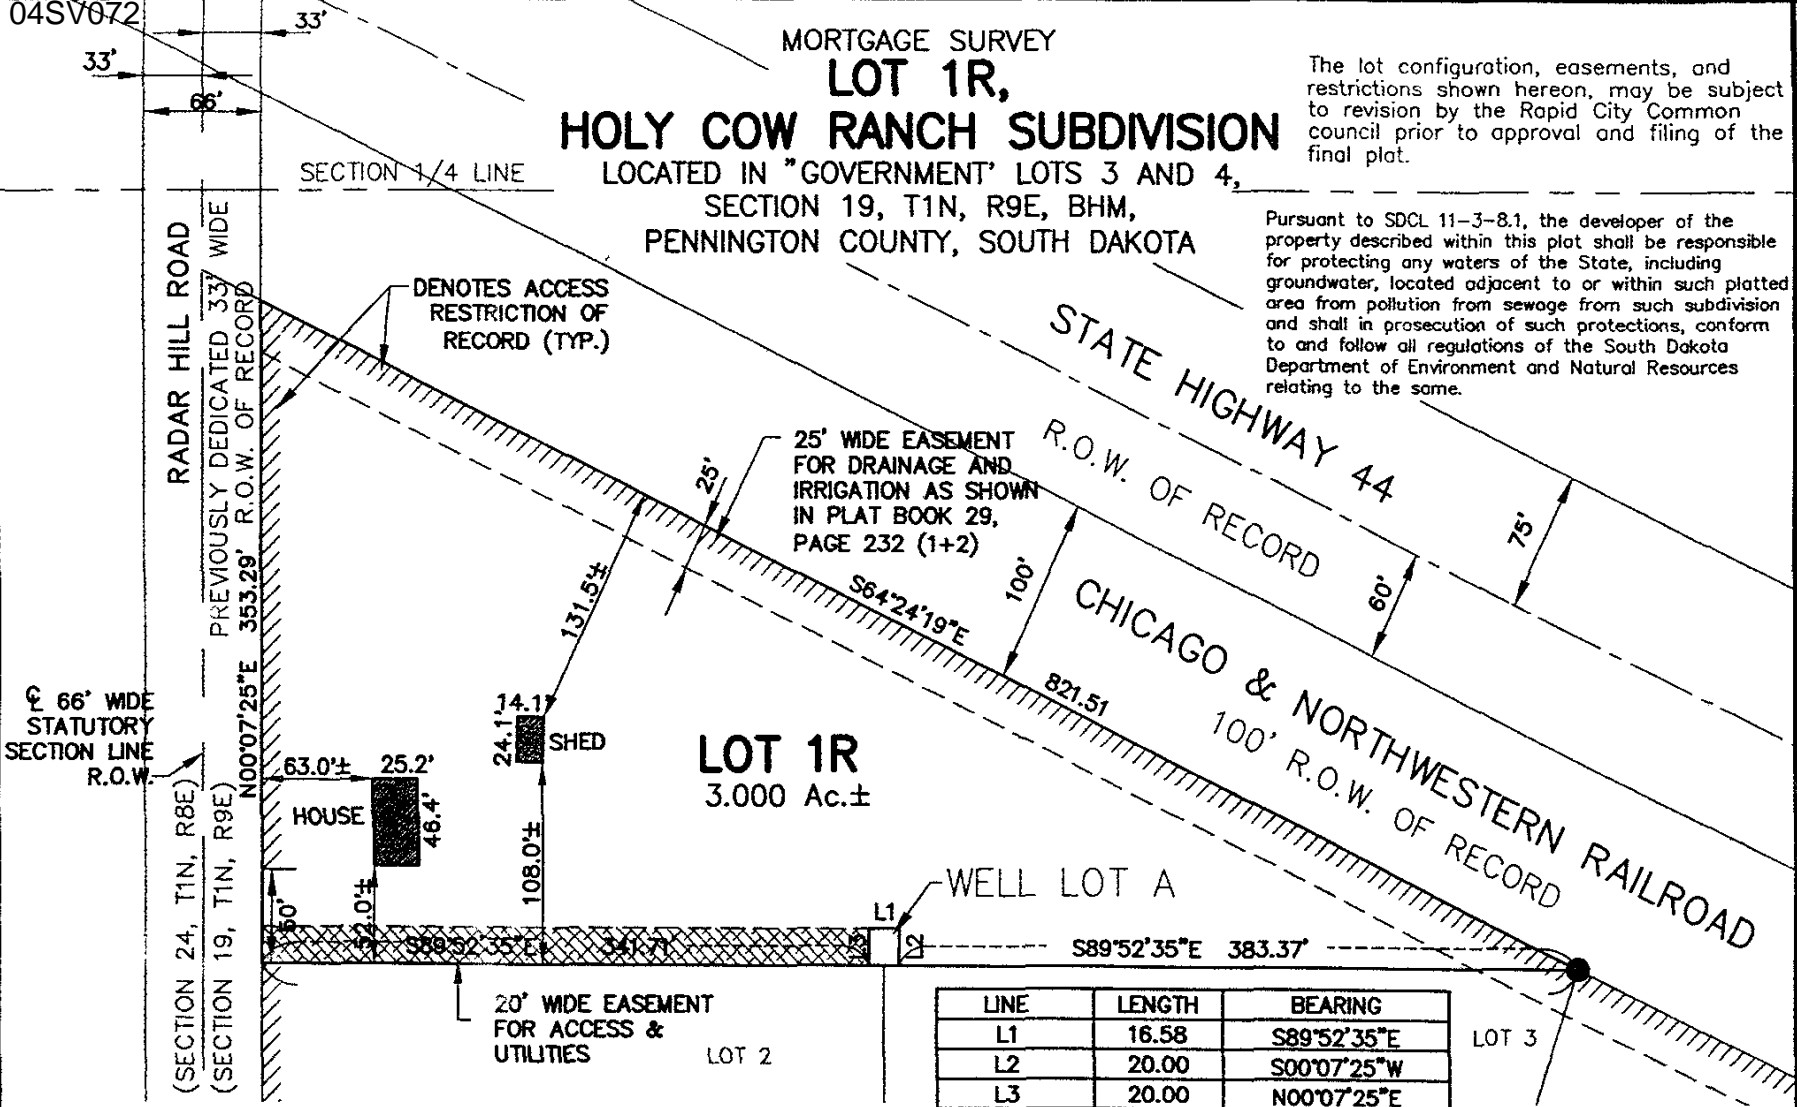 04SV072
33'
33'
66'
MORTGAGE SURVEY
LOT 1R,
HOLY COW RANCH SUBDIVISION
LOCATED IN "GOVERNMENT' LOTS 3 AND 4,
SECTION 19, T1N, R9E, BHM,
PENNINGTON COUNTY, SOUTH DAKOTA
The lot configuration, easements, and
restrictions shown hereon, may be subject
to revision by the Rapid City Common
council prior to approval and filing of the
final plat.
SECTION 1/4 LINE
Pursuant to SDCL 11-3-8.1, the developer of the
property described within this plat shall be responsible
for protecting any waters of the State, including
groundwater, located adjacent to or within such platted
area from pollution from sewage from such subdivision
and shall in prosecution of such protections, conform
to and follow all regulations of the South Dakota
Department of Environment and Natural Resources
relating to the same.
RADAR HILL ROAD
PREVIOUSLY DEDICATED 33' WIDE
R.O.W. OF RECORD
N00°07'25"E 353.29'
DENOTES ACCESS
RESTRICTION OF
RECORD (TYP.)
25' WIDE EASEMENT
FOR DRAINAGE AND
IRRIGATION AS SHOWN
IN PLAT BOOK 29,
PAGE 232 (1+2)
25'
STATE HIGHWAY 44
R.O.W. OF RECORD
75'
60'
100'
CHICAGO & NORTHWESTERN RAILROAD
100' R.O.W. OF RECORD
S64°24'19"E
821.51
131.5'±
℄ 66' WIDE
STATUTORY
SECTION LINE
R.O.W.
(SECTION 24, T1N, R8E)
(SECTION 19, T1N, R9E)
14.1'
24.1'
SHED
LOT 1R
3.000 Ac.±
63.0'±
25.2'
HOUSE
46.4'
108.0'±
52.0'±
50'
S89°52'35"E 341.71
L1
L3
L2
WELL LOT A
S89°52'35"E 383.37'
20' WIDE EASEMENT
FOR ACCESS &
UTILITIES
LOT 2
LOT 3
LINE LENGTH BEARING
L1 16.58 S89°52'35"E
L2 20.00 S00°07'25"W
L3 20.00 N00°07'25"E